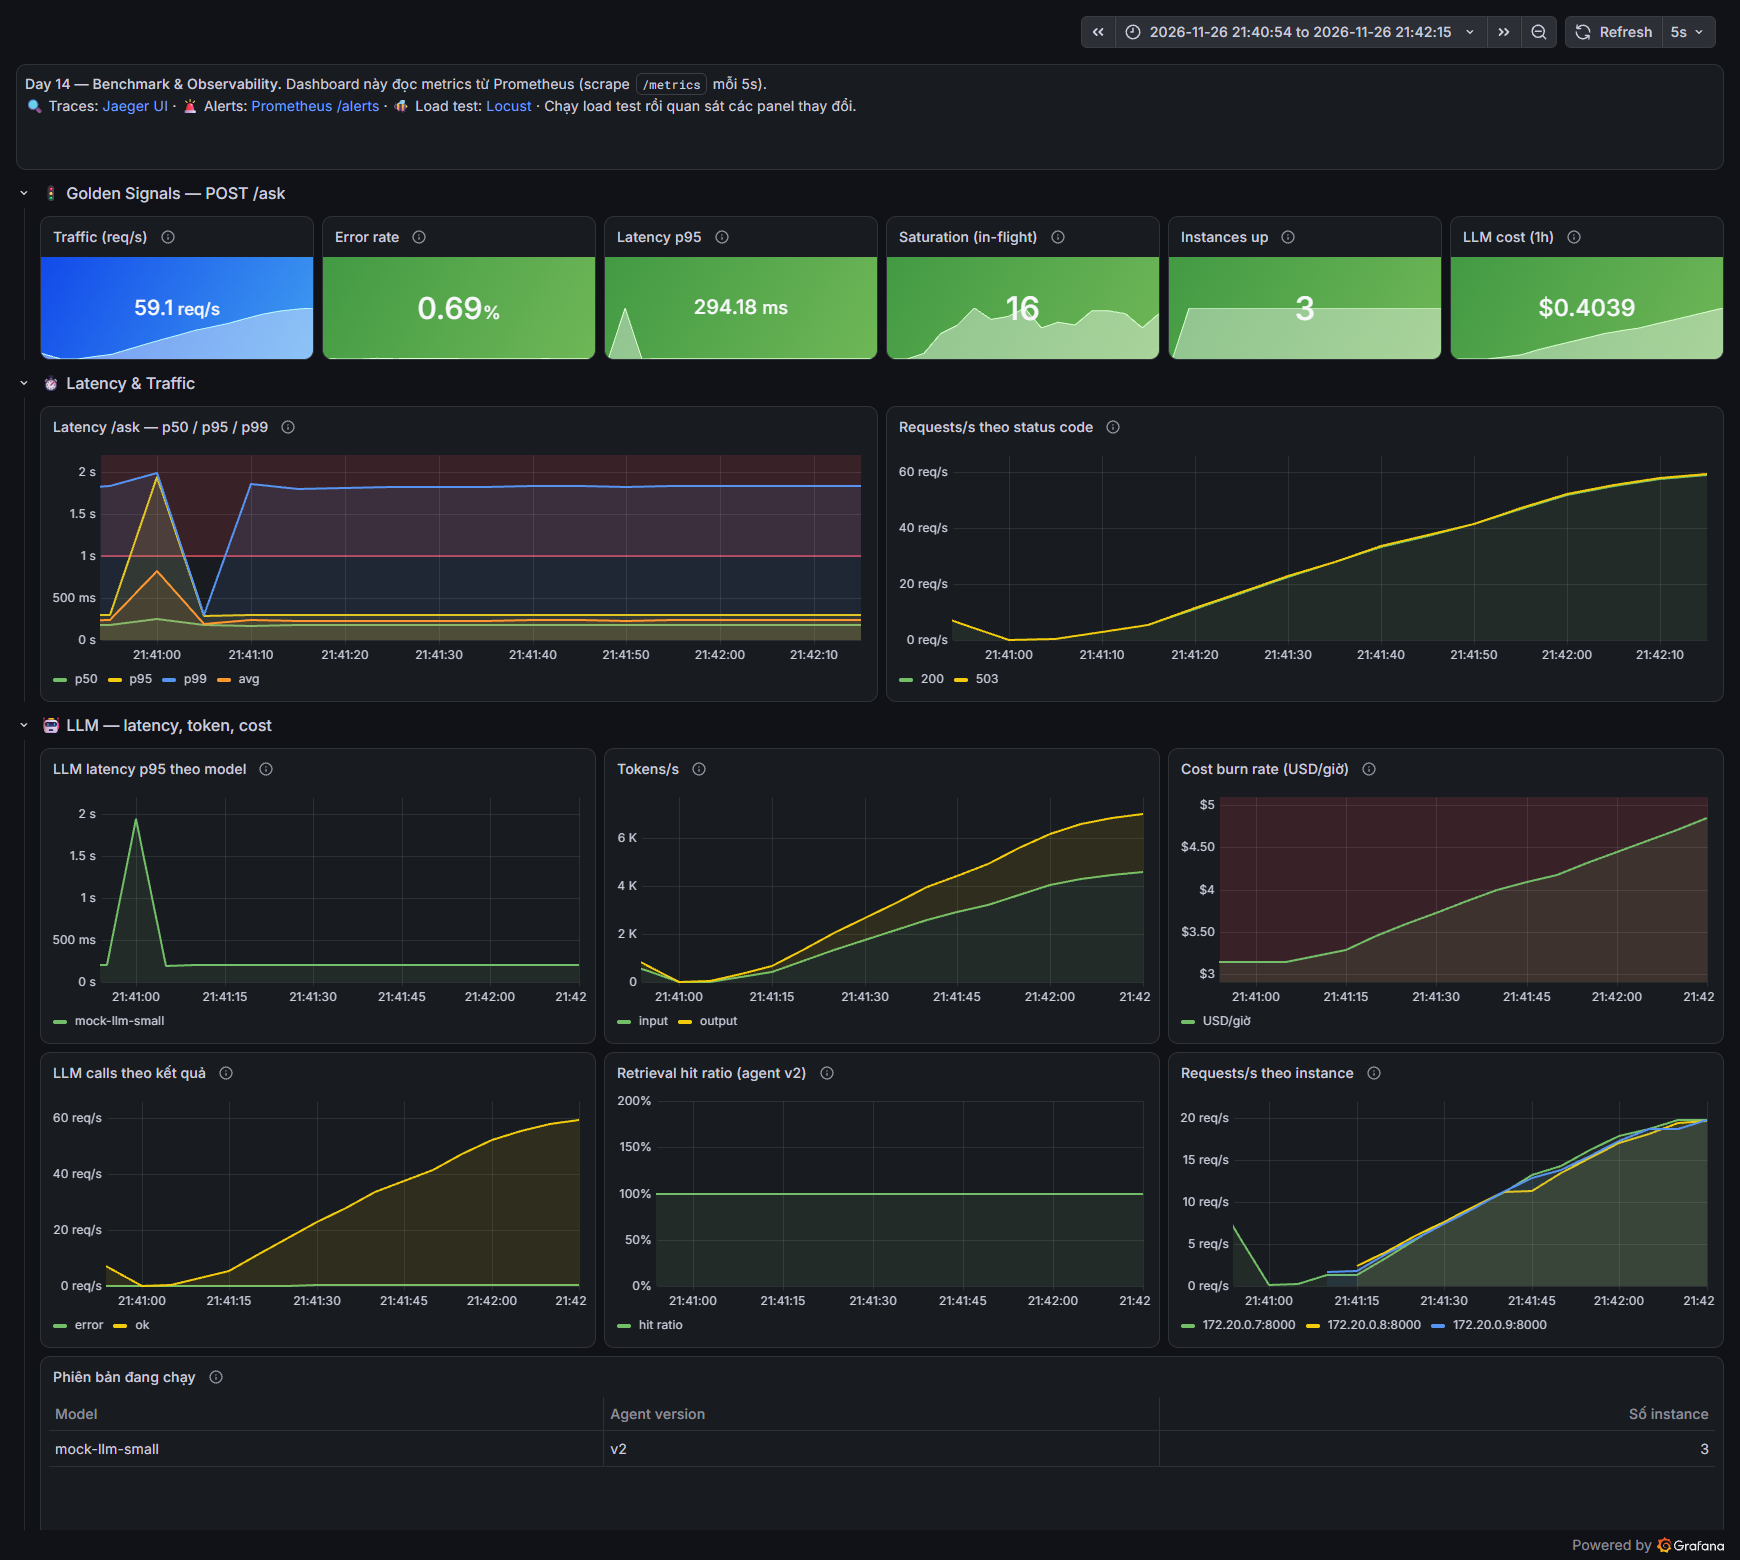 2026-11-26 21:40:54 to 2026-11-26 21:42:15
Refresh
5s
Day 14 — Benchmark & Observability. Dashboard này đọc metrics từ Prometheus (scrape /metrics mỗi 5s).
Traces: Jaeger UI · Alerts: Prometheus /alerts · Load test: Locust · Chạy load test rồi quan sát các panel thay đổi.
Golden Signals — POST /ask
Traffic (req/s)
59.1 req/s
Error rate
0.69%
Latency p95
294.18 ms
Saturation (in-flight)
16
Instances up
3
LLM cost (1h)
$0.4039
Latency & Traffic
Latency /ask — p50 / p95 / p99
2 s
1.5 s
1 s
500 ms
0 s
21:41:00 21:41:10 21:41:20 21:41:30 21:41:40 21:41:50 21:42:00 21:42:10
p50 p95 p99 avg
Requests/s theo status code
60 req/s
40 req/s
20 req/s
0 req/s
21:41:00 21:41:10 21:41:20 21:41:30 21:41:40 21:41:50 21:42:00 21:42:10
200 503
LLM — latency, token, cost
LLM latency p95 theo model
2 s
1.5 s
1 s
500 ms
0 s
21:41:00 21:41:15 21:41:30 21:41:45 21:42:00 21:42
mock-llm-small
Tokens/s
6 K
4 K
2 K
0
21:41:00 21:41:15 21:41:30 21:41:45 21:42:00 21:42
input output
Cost burn rate (USD/giờ)
$5
$4.50
$4
$3.50
$3
21:41:00 21:41:15 21:41:30 21:41:45 21:42:00 21:42
USD/giờ
LLM calls theo kết quả
60 req/s
40 req/s
20 req/s
0 req/s
21:41:00 21:41:15 21:41:30 21:41:45 21:42:00 21:42
error ok
Retrieval hit ratio (agent v2)
200%
150%
100%
50%
0%
21:41:00 21:41:15 21:41:30 21:41:45 21:42:00 21:42
hit ratio
Requests/s theo instance
20 req/s
15 req/s
10 req/s
5 req/s
0 req/s
21:41:00 21:41:15 21:41:30 21:41:45 21:42:00 21:42
172.20.0.7:8000 172.20.0.8:8000 172.20.0.9:8000
Phiên bản đang chạy
Model Agent version Số instance
mock-llm-small v2 3
Powered by Grafana